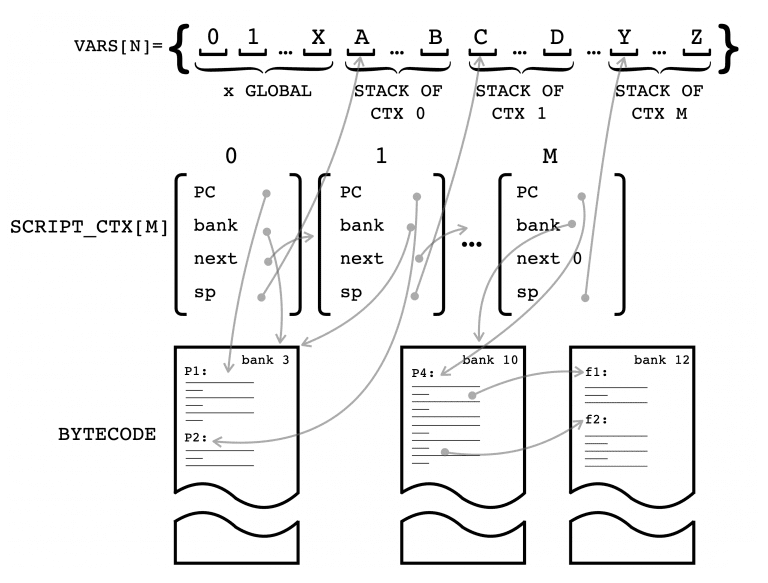 VARS[N]= { 0 1 … X A … B C … D … Y … Z }
x GLOBAL STACK OF STACK OF STACK OF
CTX 0 CTX 1 CTX M
0 1 M
PC PC PC
SCRIPT_CTX[M] bank bank bank
next next … next 0
sp sp sp
bank 3 bank 10 bank 12
P1: P4: f1:
f2:
BYTECODE P2: